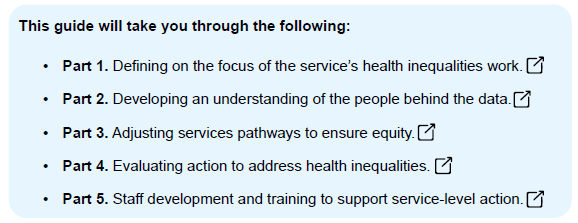 This guide will take you through the following:
• Part 1. Defining on the focus of the service's health inequalities work.
• Part 2. Developing an understanding of the people behind the data.
• Part 3. Adjusting services pathways to ensure equity.
• Part 4. Evaluating action to address health inequalities.
• Part 5. Staff development and training to support service-level action.